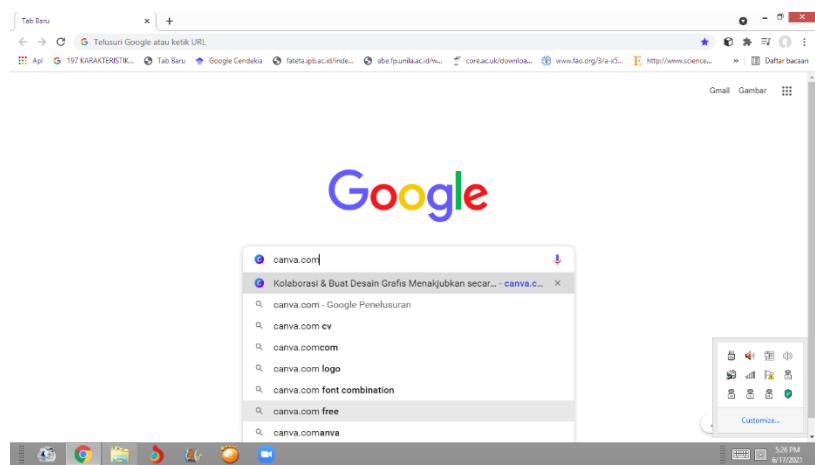 Tab Baru
Telusuri Google atau ketik URL
Apl 197 KARAKTERISTIK... Tab Baru Google Cendekia fateta.ipb.ac.id/inde... abe.fp.unila.ac.id/w... core.ac.uk/downloa... www.fao.org/3/a-x5... http://www.science... » Daftar bacaan
Gmail Gambar
Google
canva.com
Kolaborasi & Buat Desain Grafis Menakjubkan secar... - canva.c...
canva.com - Google Penelusuran
canva.com cv
canva.comcom
canva.com logo
canva.com font combination
canva.com free
canva.comanva
Customize...
5:26 PM
6/17/2021